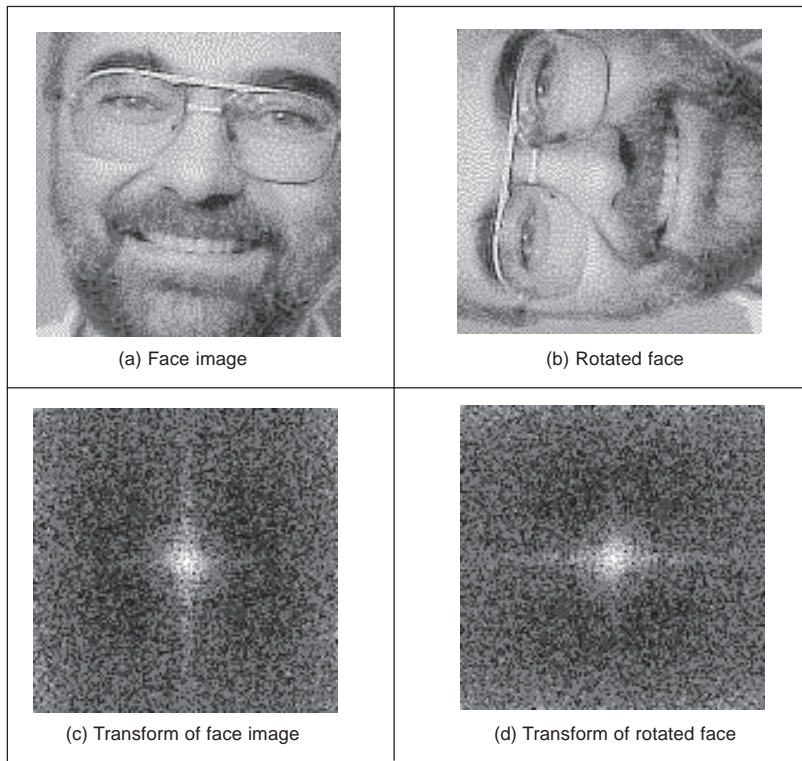 (a) Face image
(b) Rotated face
(c) Transform of face image
(d) Transform of rotated face